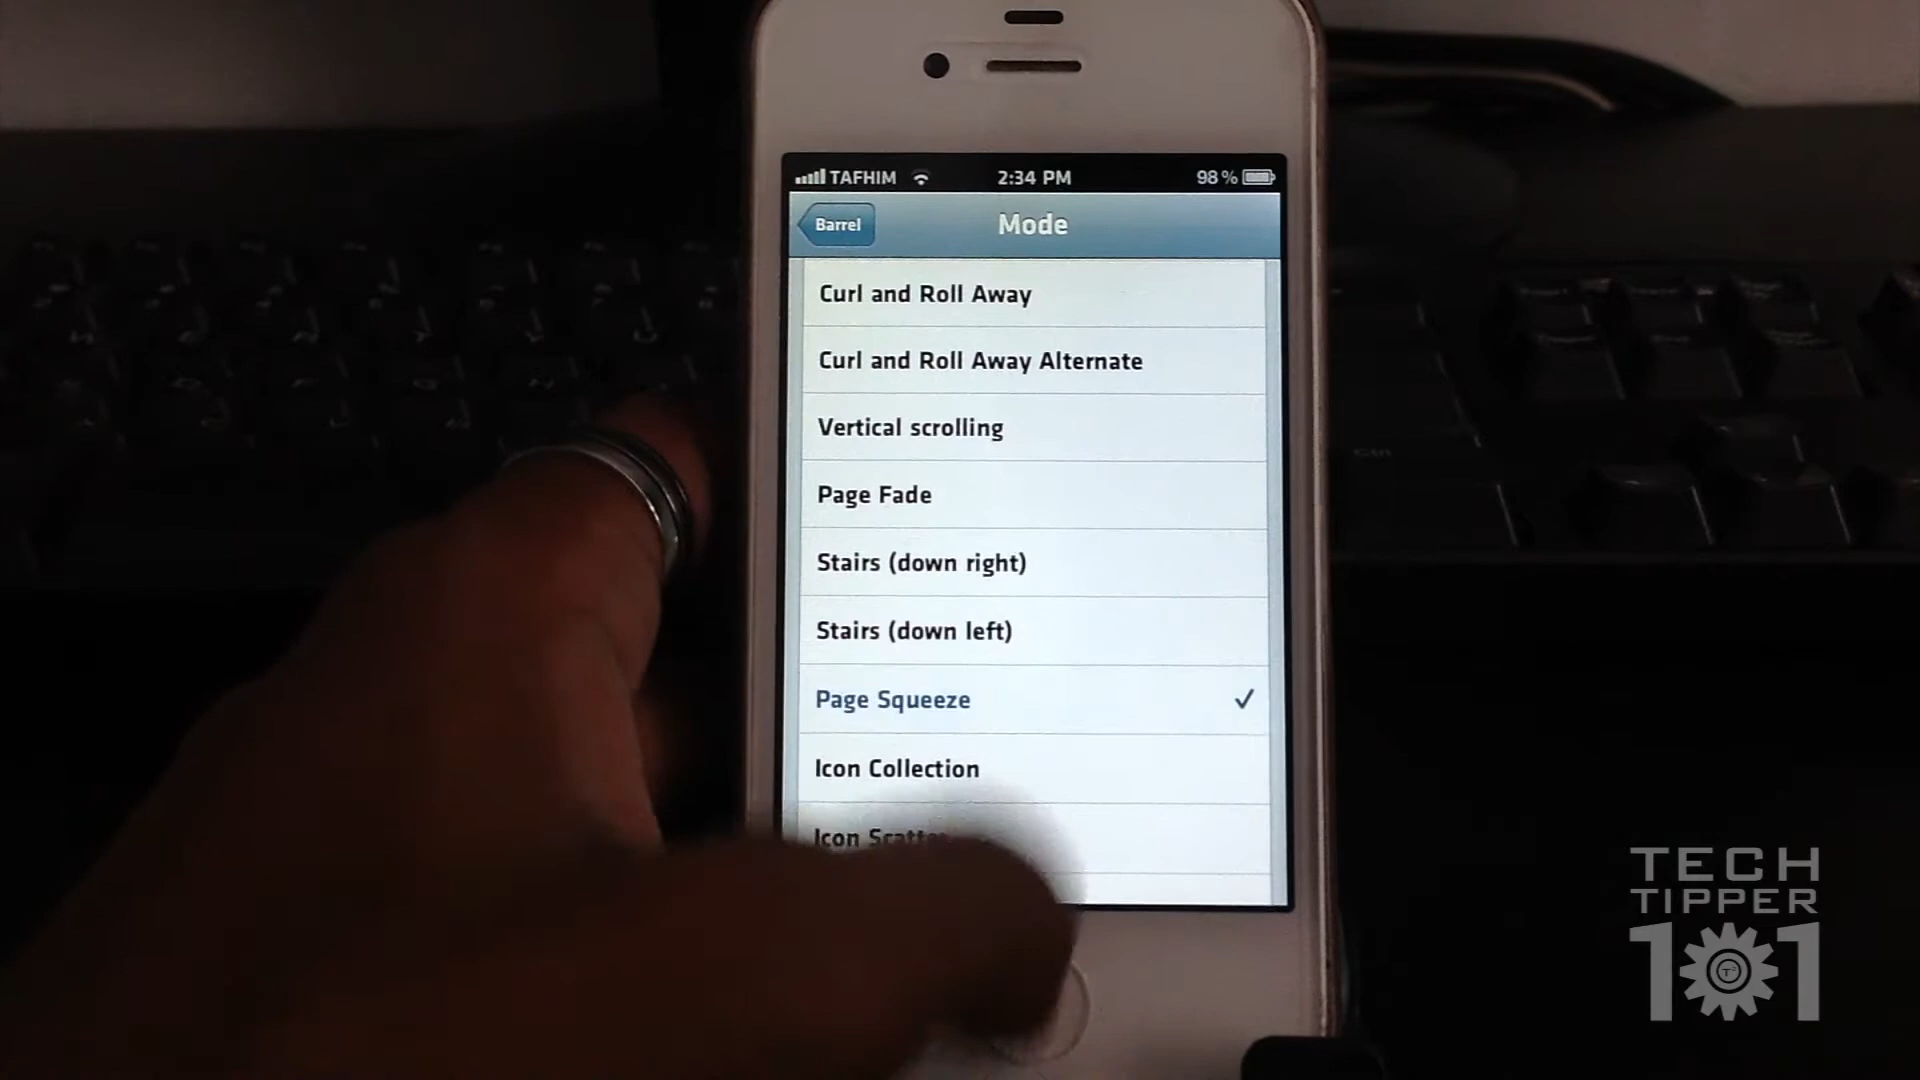 TAFHIM 2:34 PM 98%
Barrel Mode
Curl and Roll Away
Curl and Roll Away Alternate
Vertical scrolling
Page Fade
Stairs (down right)
Stairs (down left)
Page Squeeze
Icon Collection
Icon
TECH
TIPPER
101